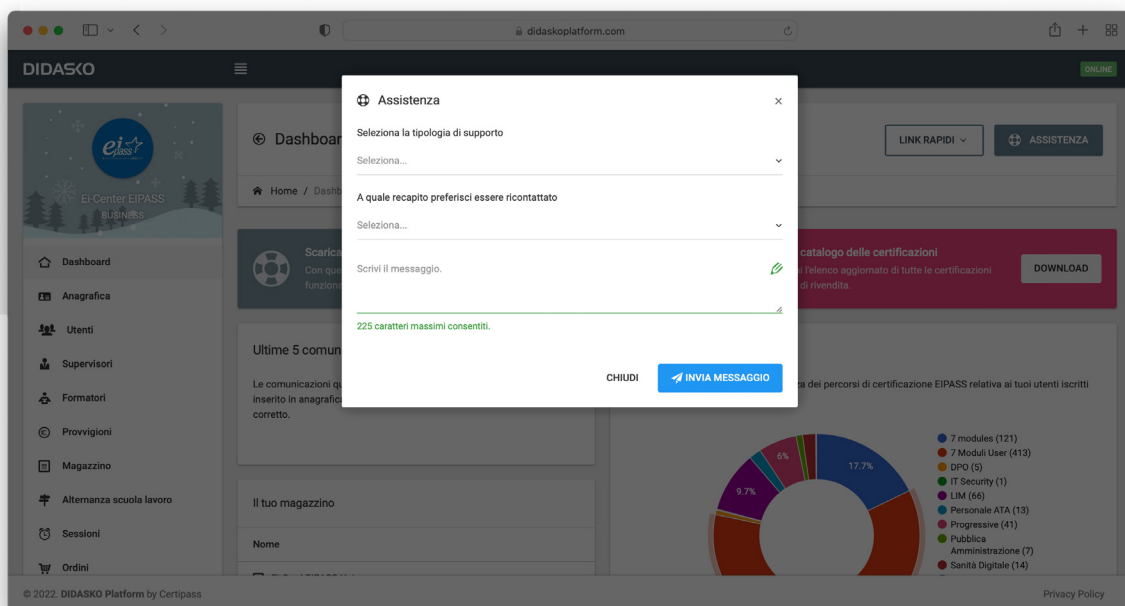 didaskoplatform.com
DIDASKO
ONLINE
ei pass
Ei-Center EIPASS
BUSINESS
Dashboard
Anagrafica
Utenti
Supervisori
Formatori
Provvigioni
Magazzino
Alternanza scuola lavoro
Sessioni
Ordini
Dashboar
LINK RAPIDI
ASSISTENZA
Home / Dashb
Assistenza
×
Seleziona la tipologia di supporto
Seleziona...
A quale recapito preferisci essere ricontattato
Seleziona...
Scrivi il messaggio.
225 caratteri massimi consentiti.
CHIUDI
INVIA MESSAGGIO
Scarica
Con que
funzione
catalogo delle certificazioni
l'elenco aggiornato di tutte le certificazioni
di rivendita.
DOWNLOAD
Ultime 5 comun
Le comunicazioni qu
inserito in anagrafica
corretto.
za dei percorsi di certificazione EIPASS relativa ai tuoi utenti iscritti
17.7%
6%
9.7%
7 modules (121)
7 Moduli User (413)
DPO (5)
IT Security (1)
LIM (66)
Personale ATA (13)
Progressive (41)
Pubblica
Amministrazione (7)
Sanità Digitale (14)
Il tuo magazzino
Nome
© 2022. DIDASKO Platform by Certipass
Privacy Policy